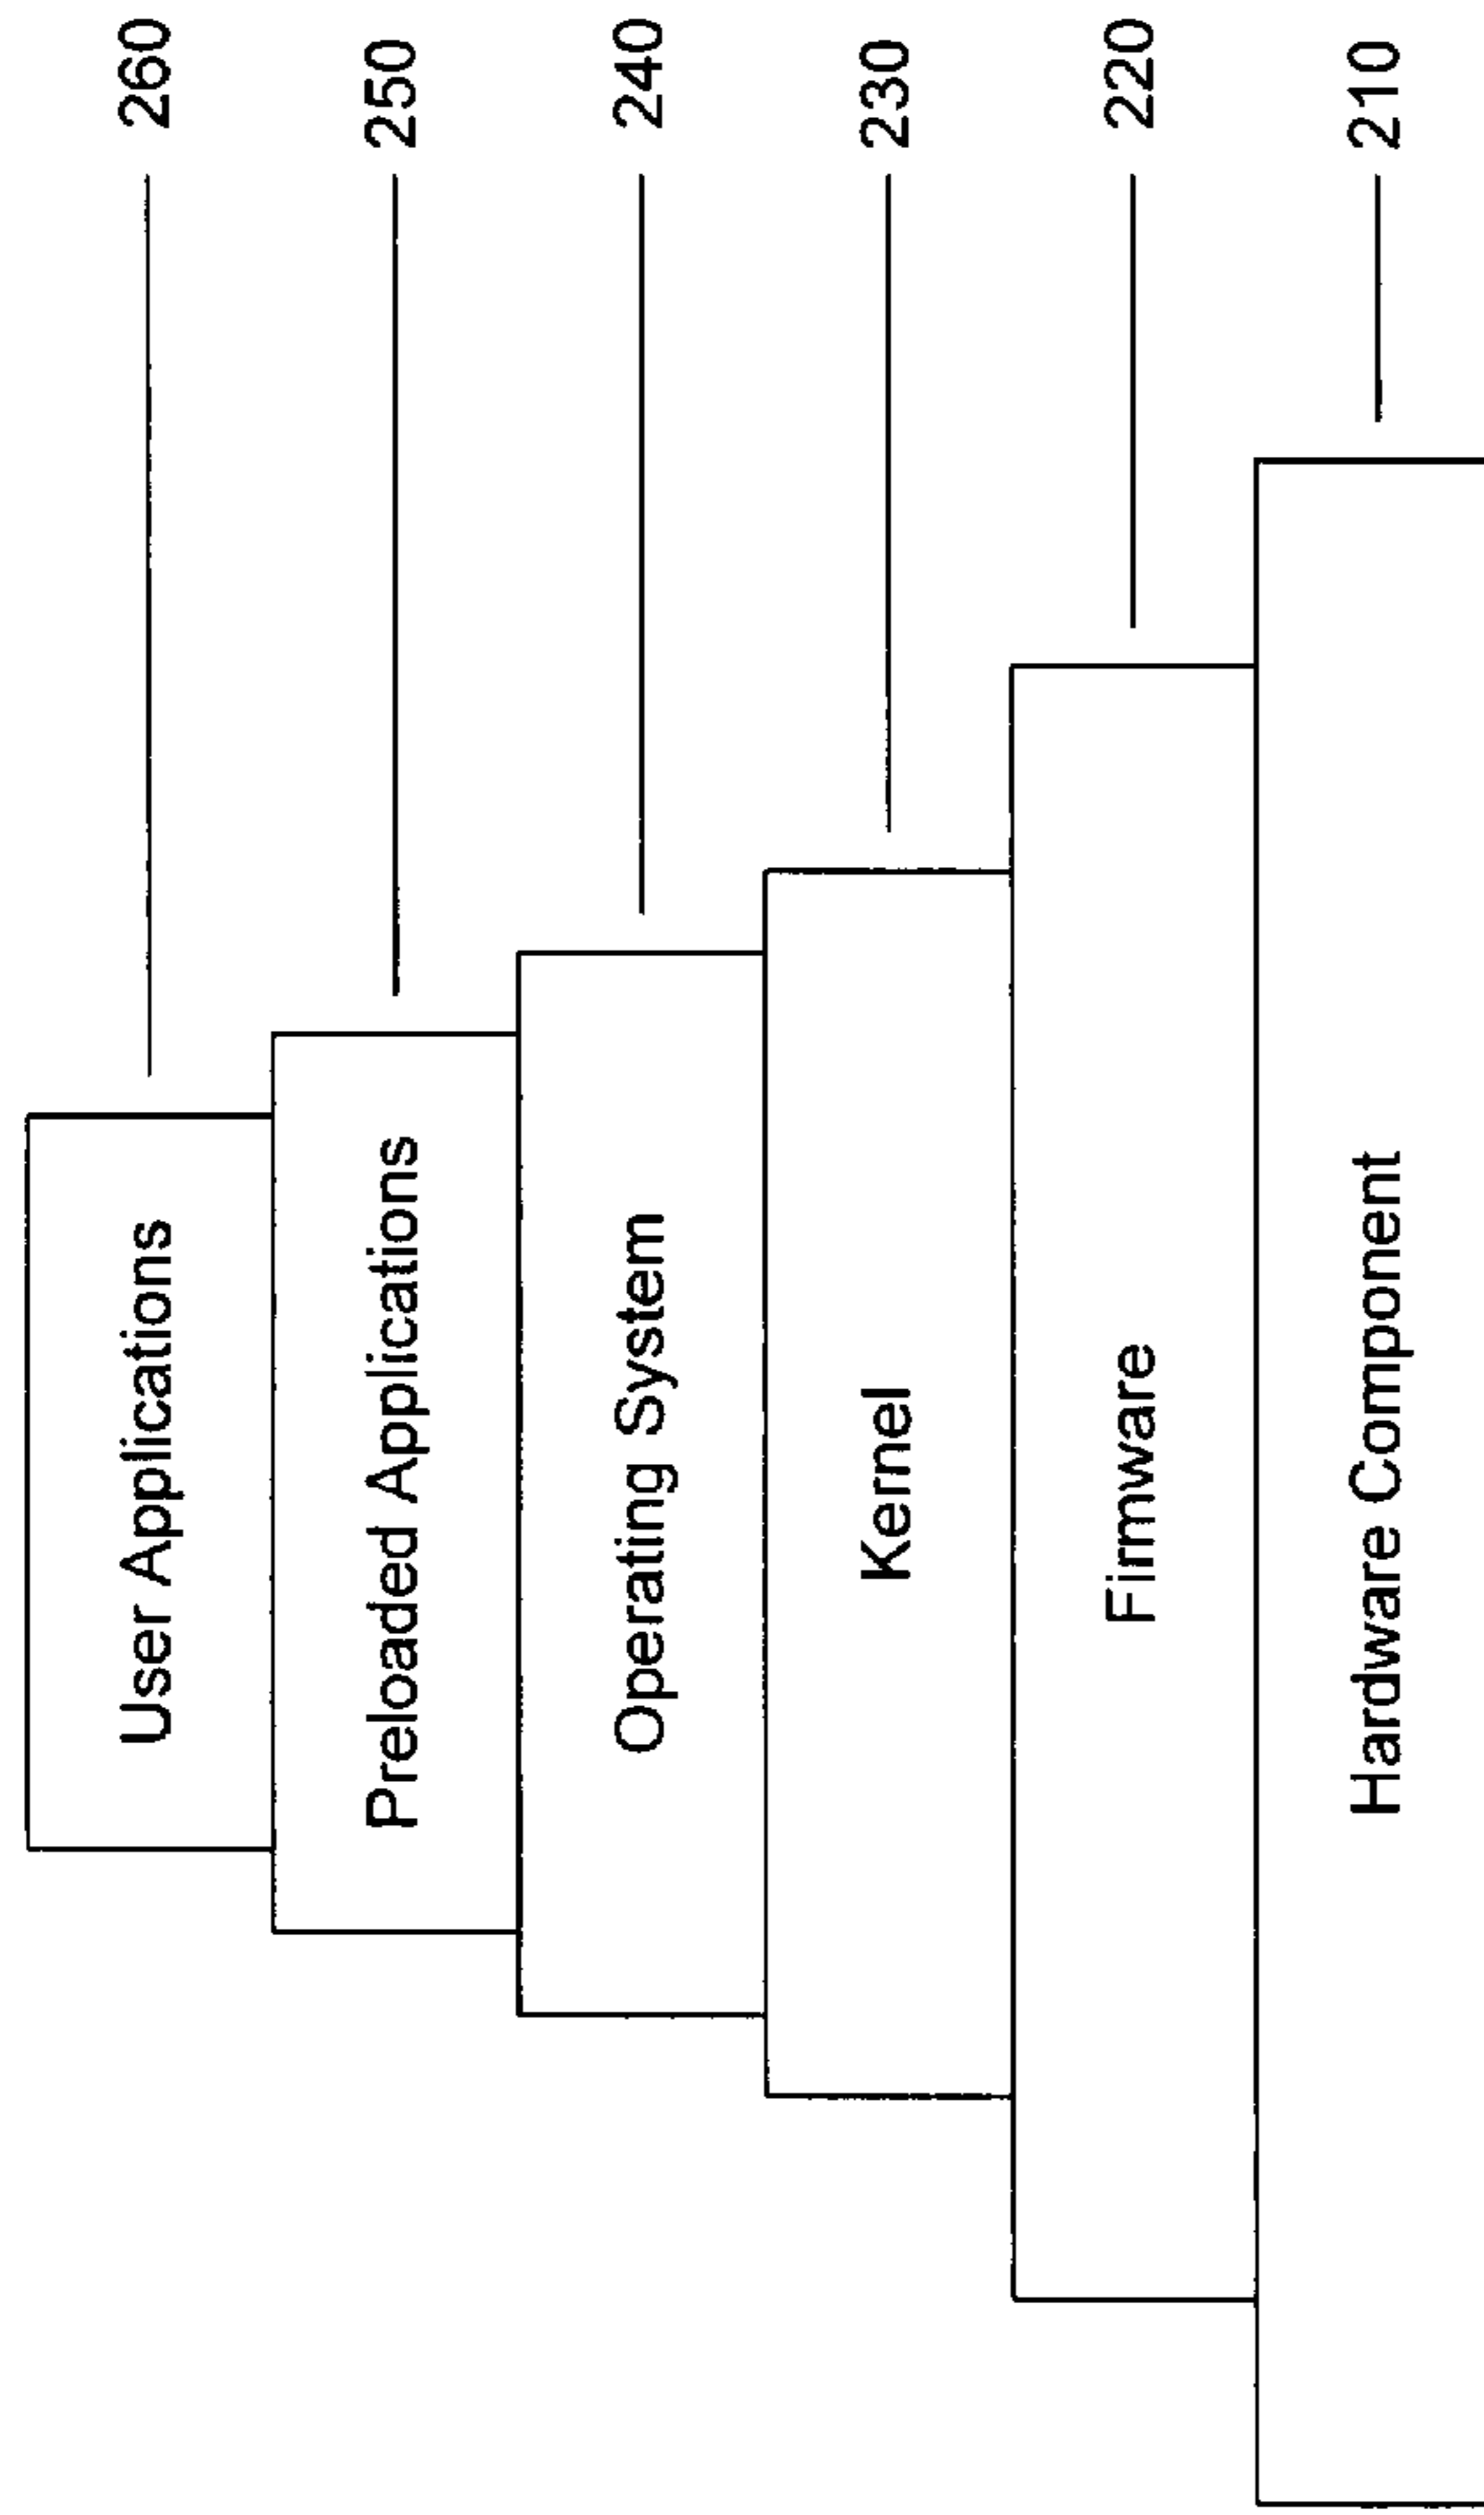 User Applications 260
Preloaded Applications 250
Operating System 240
Kernel 230
Firmware 220
Hardware Component 210